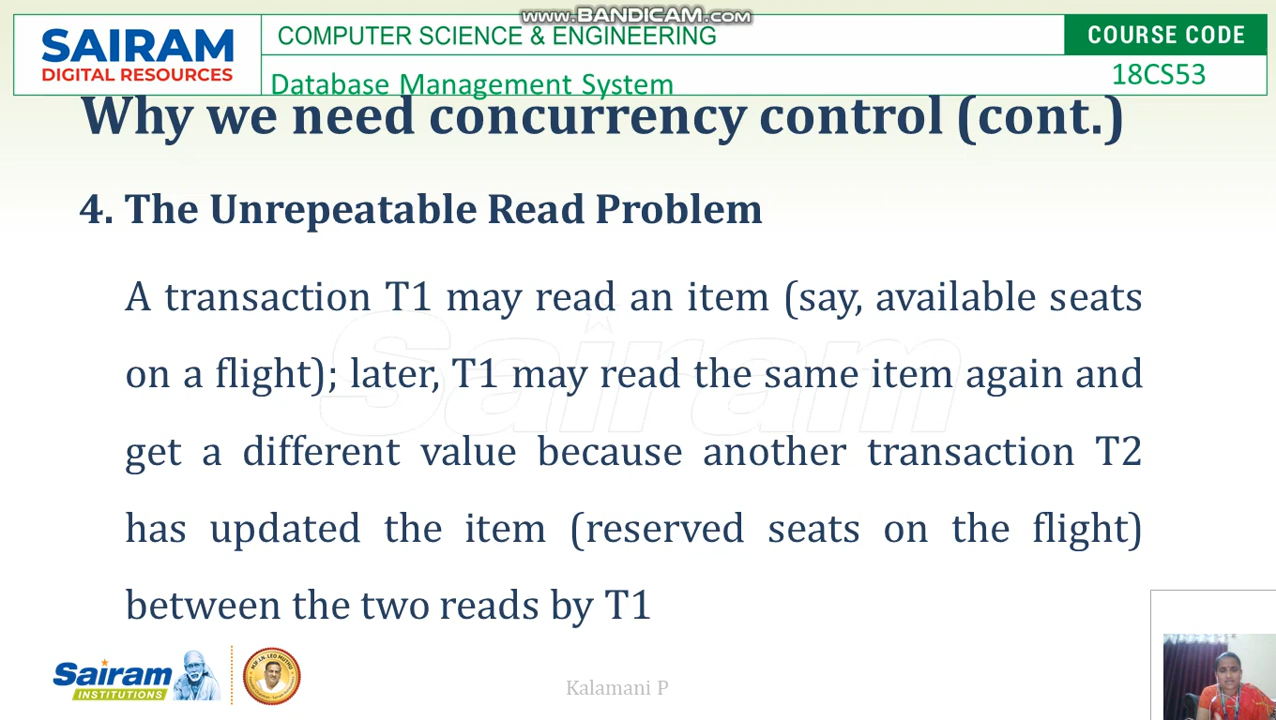 www.BANDICAM.com
SAIRAM
DIGITAL RESOURCES
COMPUTER SCIENCE & ENGINEERING
COURSE CODE
Database Management System
18CS53
Why we need concurrency control (cont.)
4. The Unrepeatable Read Problem
A transaction T1 may read an item (say, available seats
on a flight); later, T1 may read the same item again and
get a different value because another transaction T2
has updated the item (reserved seats on the flight)
between the two reads by T1
Sairam
Sairam
INSTITUTIONS
Kalamani P